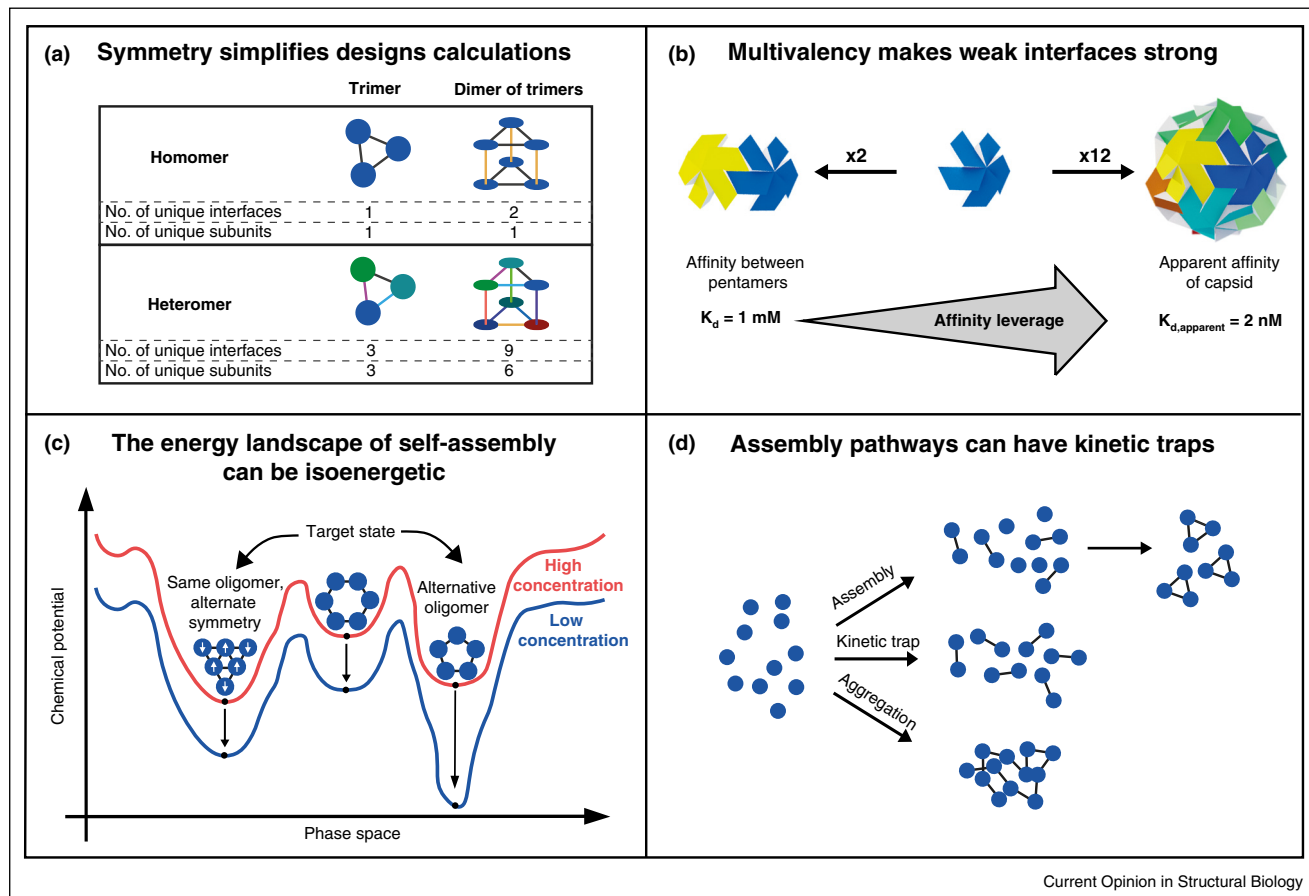 (a) Symmetry simplifies designs calculations
Trimer Dimer of trimers
Homomer
No. of unique interfaces 1 2
No. of unique subunits 1 1
Heteromer
No. of unique interfaces 3 9
No. of unique subunits 3 6
(b) Multivalency makes weak interfaces strong
x2 x12
Affinity between
pentamers
Kd = 1 mM
Affinity leverage
Apparent affinity
of capsid
Kd,apparent = 2 nM
(c) The energy landscape of self-assembly
can be isoenergetic
Chemical potential
Target state
Same oligomer,
alternate
symmetry
Alternative
oligomer
High
concentration
Low
concentration
Phase space
(d) Assembly pathways can have kinetic traps
Assembly
Kinetic trap
Aggregation
Current Opinion in Structural Biology